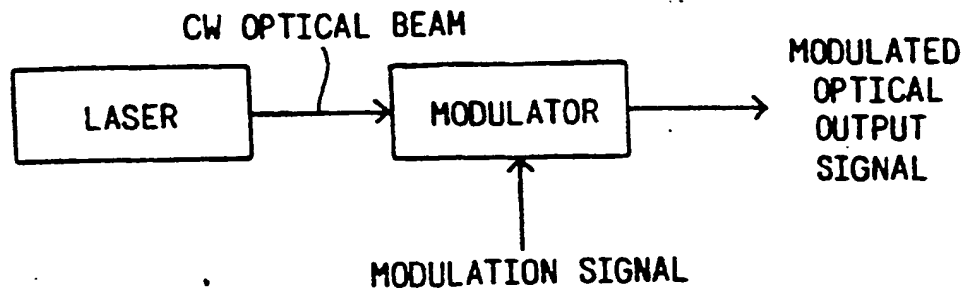 CW OPTICAL BEAM
LASER
MODULATOR
MODULATED
OPTICAL
OUTPUT
SIGNAL
MODULATION SIGNAL